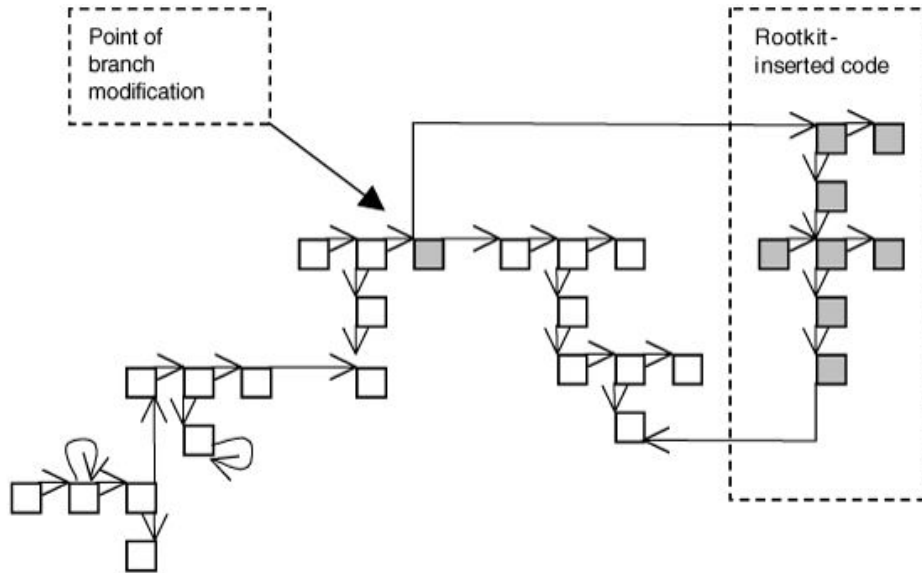 Point of
branch
modification
Rootkit-
inserted code